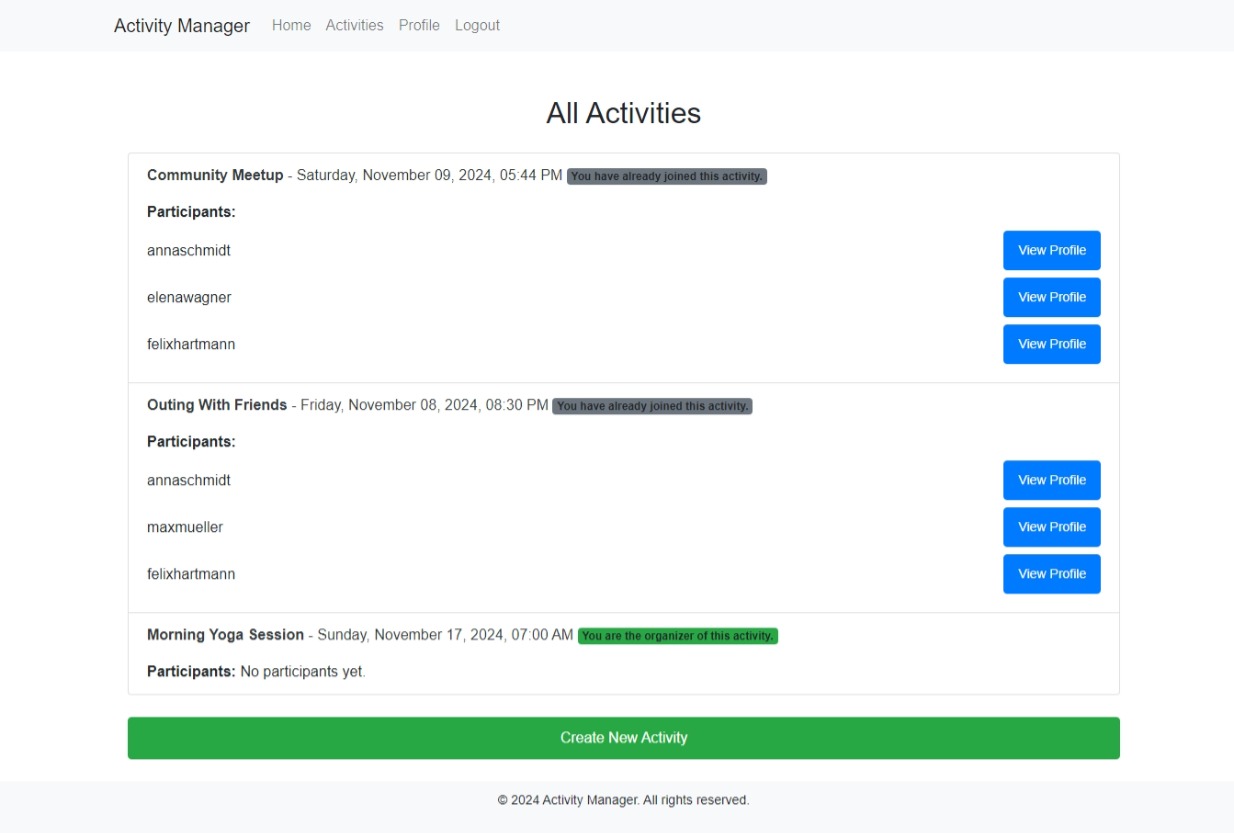 Activity Manager Home Activities Profile Logout
All Activities
Community Meetup - Saturday, November 09, 2024, 05:44 PM You have already joined this activity.
Participants:
annaschmidt View Profile
elenawagner View Profile
felixhartmann View Profile
Outing With Friends - Friday, November 08, 2024, 08:30 PM You have already joined this activity.
Participants:
annaschmidt View Profile
maxmueller View Profile
felixhartmann View Profile
Morning Yoga Session - Sunday, November 17, 2024, 07:00 AM You are the organizer of this activity.
Participants: No participants yet.
Create New Activity
© 2024 Activity Manager. All rights reserved.